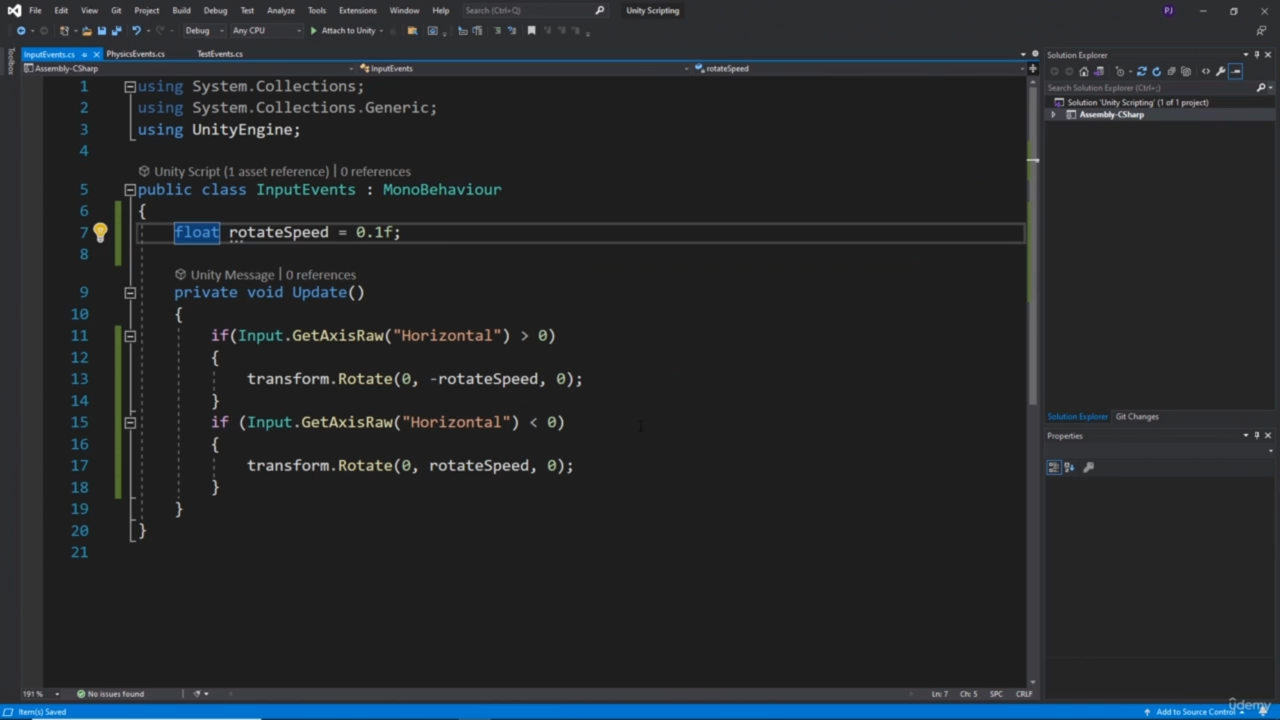 File Edit View Git Project Build Debug Test Analyze Tools Extensions Window Help Search (Ctrl+Q) Unity Scripting PJ
Debug Any CPU Attach to Unity
InputEvents.cs PhysicsEvents.cs TestEvents.cs
Assembly-CSharp InputEvents rotateSpeed
Toolbox
1 using System.Collections;
2 using System.Collections.Generic;
3 using UnityEngine;
4
Unity Script (1 asset reference) | 0 references
5 public class InputEvents : MonoBehaviour
6 {
7 float rotateSpeed = 0.1f;
8
Unity Message | 0 references
9 private void Update()
10 {
11 if(Input.GetAxisRaw("Horizontal") > 0)
12 {
13 transform.Rotate(0, -rotateSpeed, 0);
14 }
15 if (Input.GetAxisRaw("Horizontal") < 0)
16 {
17 transform.Rotate(0, rotateSpeed, 0);
18 }
19 }
20 }
21
Solution Explorer
Search Solution Explorer (Ctrl+;)
Solution 'Unity Scripting' (1 of 1 project)
Assembly-CSharp
Solution Explorer Git Changes
Properties
191 % No issues found Ln: 7 Ch: 5 SPC CRLF
Item(s) Saved Add to Source Control
udemy